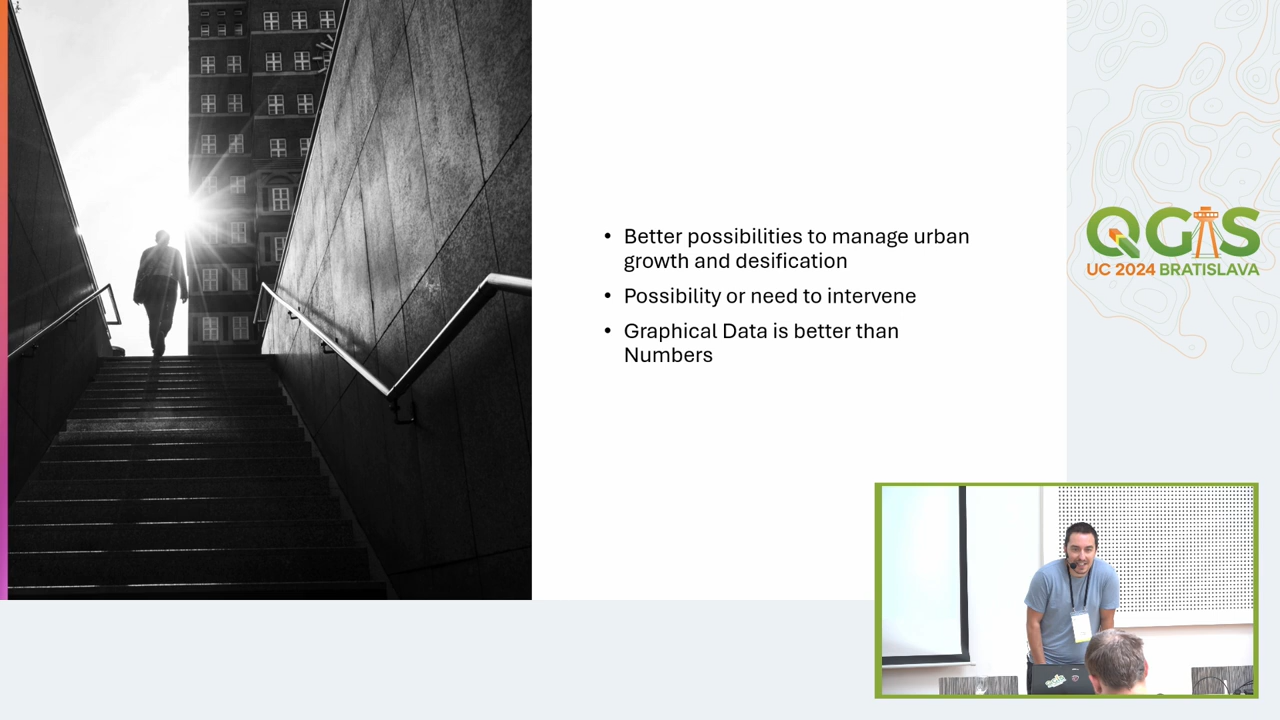 • Better possibilities to manage urban
growth and desification
• Possibility or need to intervene
• Graphical Data is better than
Numbers
QGIS
UC 2024 BRATISLAVA